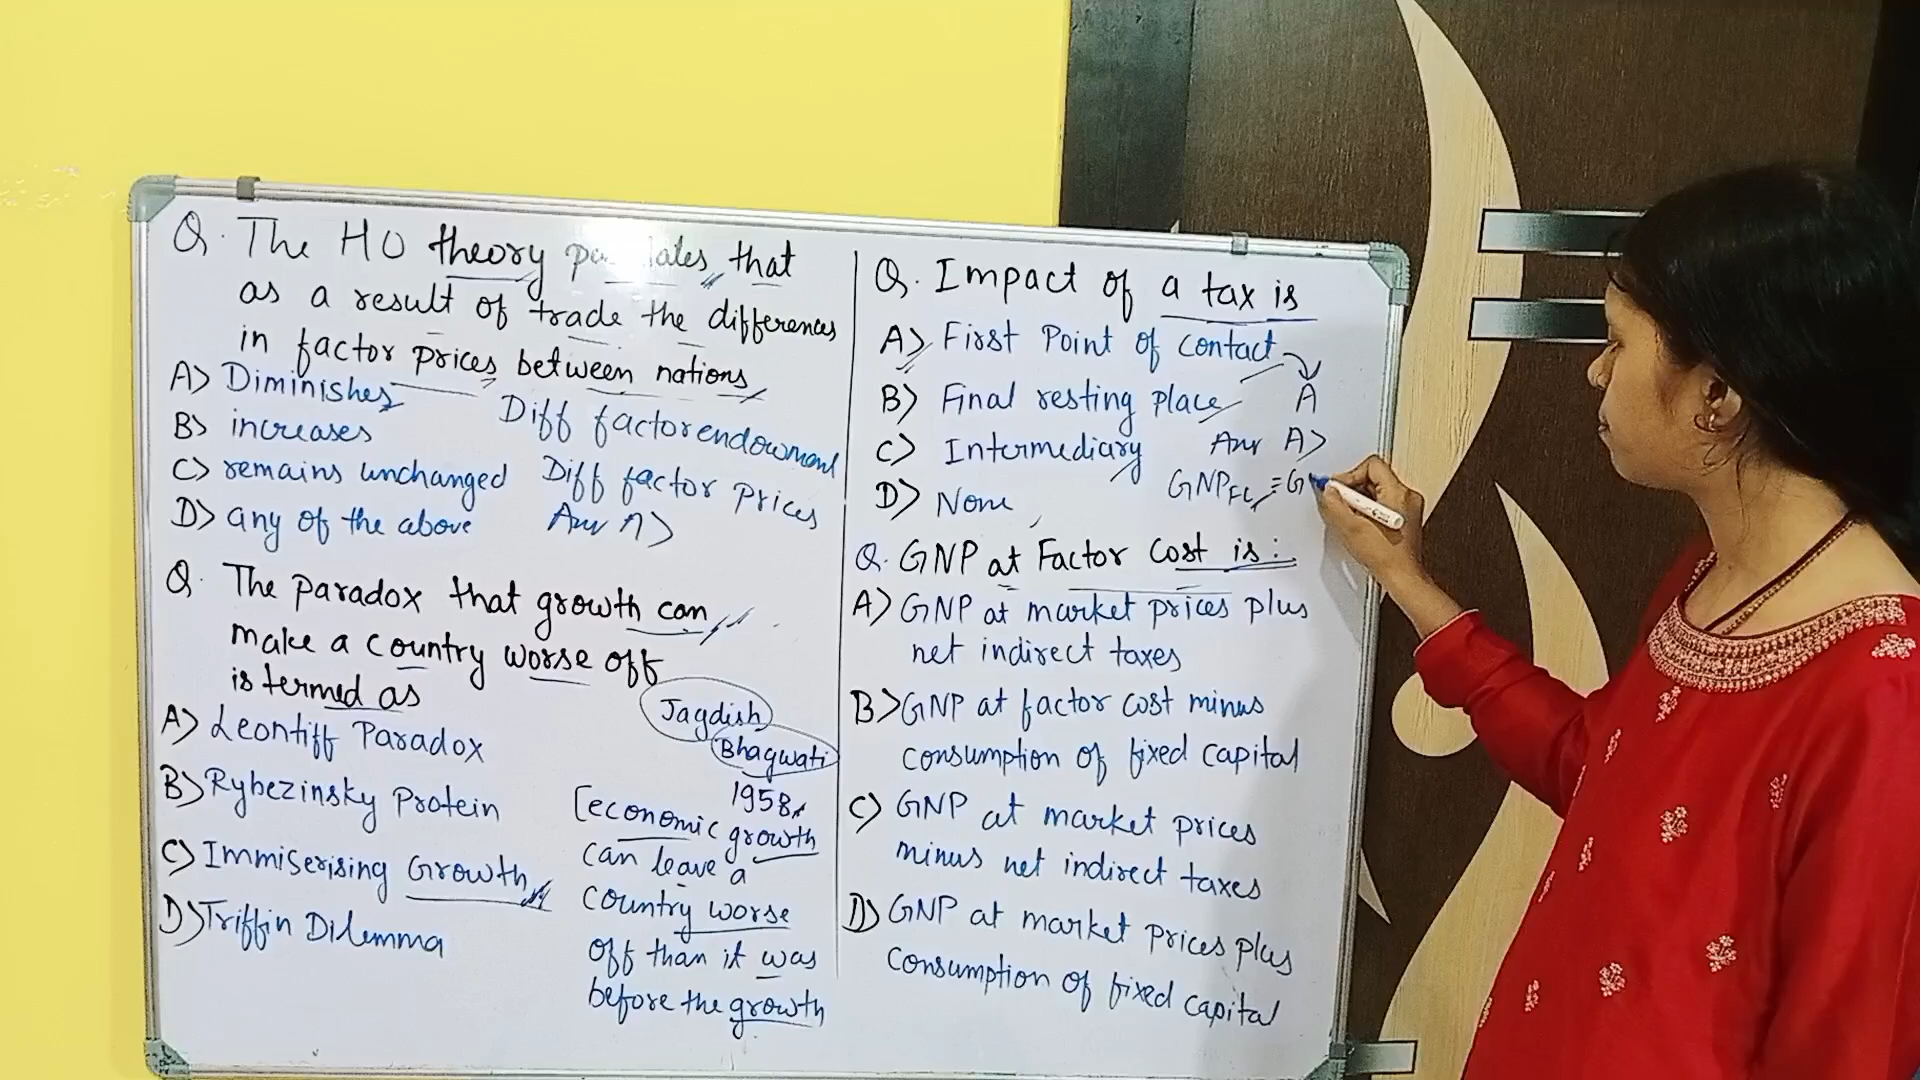 Q. The HO theory that
as a result of trade the differences
in factor prices between nations
A) Diminishes
B) increases
C) remains unchanged
D) any of the above
Diff factor endowment
Diff factor Prices
Ans A)
Q. The Paradox that growth can
make a country worse off
is termed as
A) Leontiff Paradox
B) Rybezinsky Protein
C) Immiserising Growth
D) Triffin Dilemma
Jagdish
Bhagwati
1958
[economic growth
can leave a
country worse
off than it was
before the growth
Q. Impact of a tax is
A) First Point of contact
B) Final resting place
A
C) Intermediary
Ans A)
D) None
GNP = G
Q. GNP at Factor Cost is :
A) GNP at market prices plus
net indirect taxes
B) GNP at factor cost minus
consumption of fixed capital
C) GNP at market prices
minus net indirect taxes
D) GNP at market prices plus
consumption of fixed capital